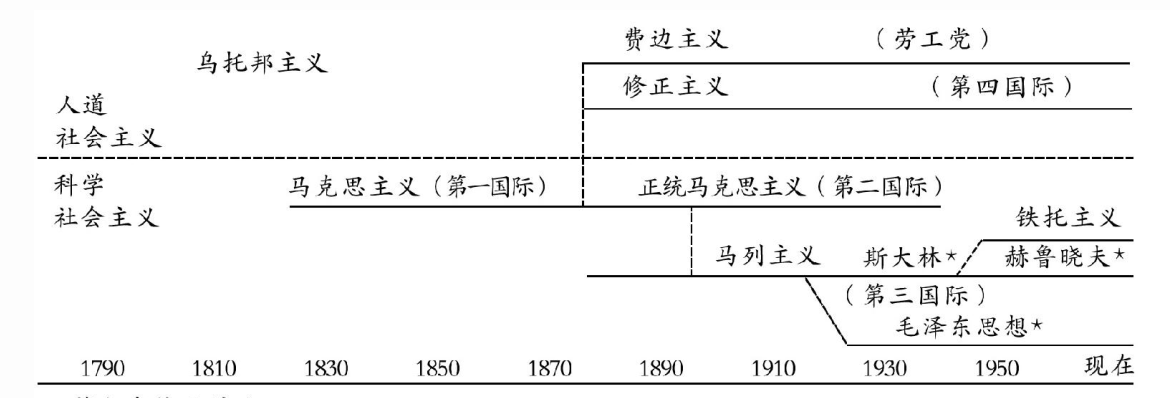 费边主义 (劳工党)
乌托邦主义
修正主义 (第四国际)
人道
社会主义
科学 马克思主义(第一国际) 正统马克思主义(第二国际)
社会主义 铁托主义
马列主义 斯大林* 赫鲁晓夫*
(第三国际)
毛泽东思想*
1790 1810 1830 1850 1870 1890 1910 1930 1950 现在